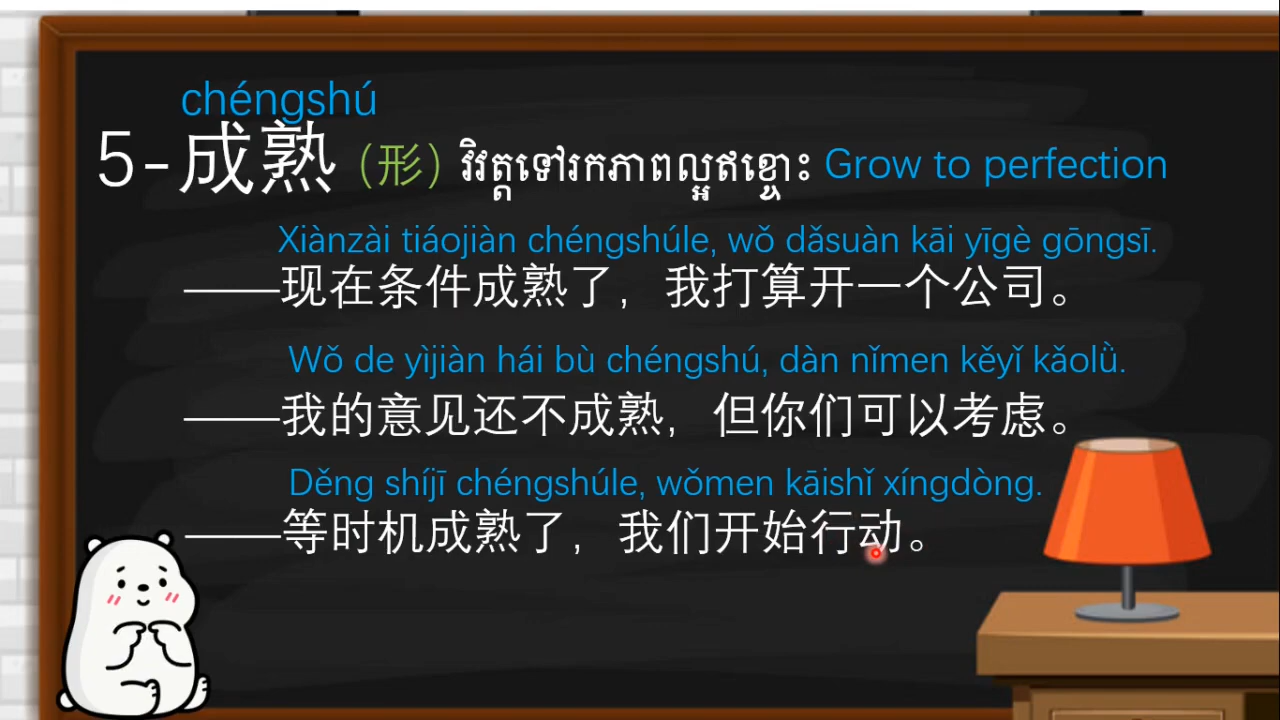 chéngshú
5-成熟 (形) វិវត្តទៅរកភាពល្អឥតខ្ចោះ Grow to perfection
Xiànzài tiáojiàn chéngshúle, wǒ dǎsuàn kāi yīgè gōngsī.
——现在条件成熟了，我打算开一个公司。
Wǒ de yìjiàn hái bù chéngshú, dàn nǐmen kěyǐ kǎolǜ.
——我的意见还不成熟，但你们可以考虑。
Děng shíjī chéngshúle, wǒmen kāishǐ xíngdòng.
——等时机成熟了，我们开始行动。